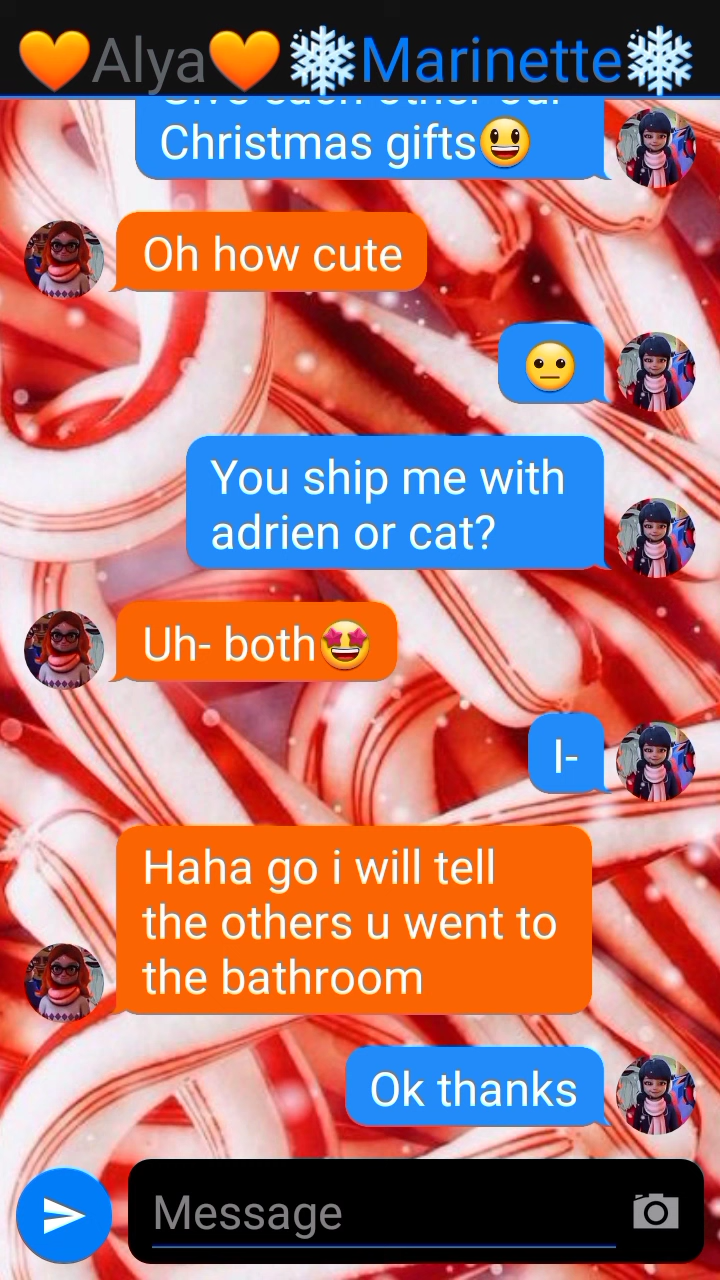 🧡Alya🧡❄Marinette❄
Christmas gifts😃
Oh how cute
😐
You ship me with
adrien or cat?
Uh- both🤩
I-
Haha go i will tell
the others u went to
the bathroom
Ok thanks
Message